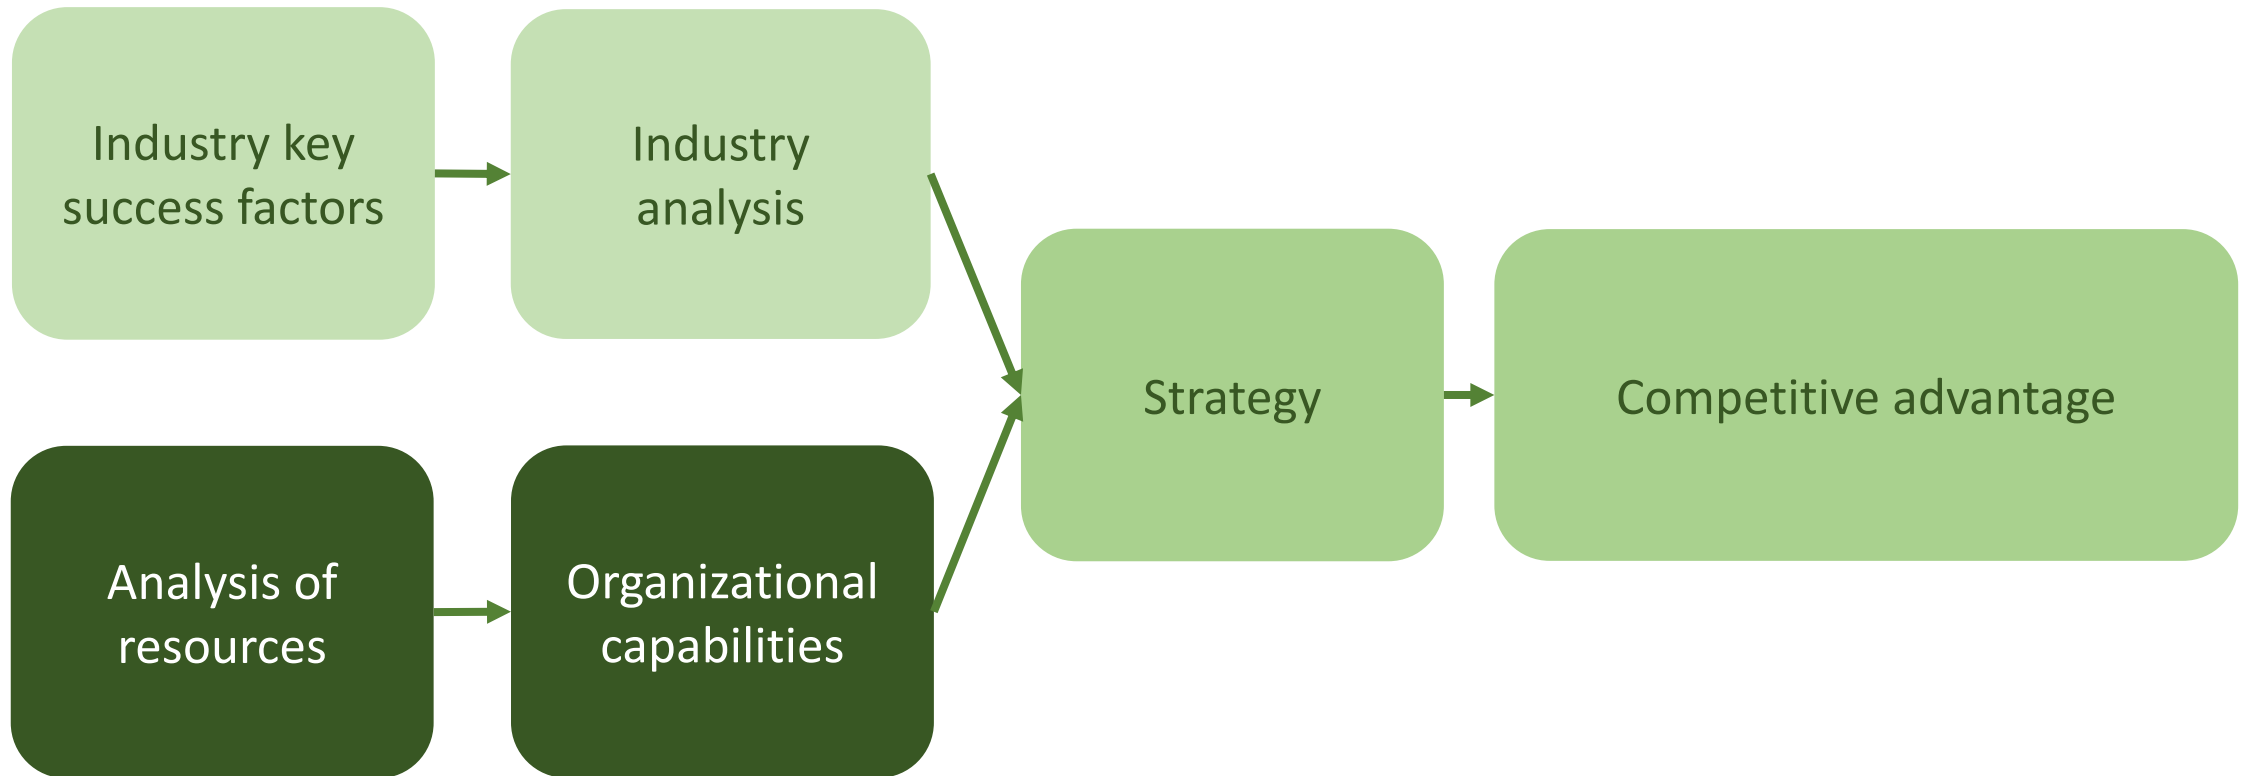 Industry key
success factors
Industry
analysis
Strategy
Competitive advantage
Analysis of
resources
Organizational
capabilities